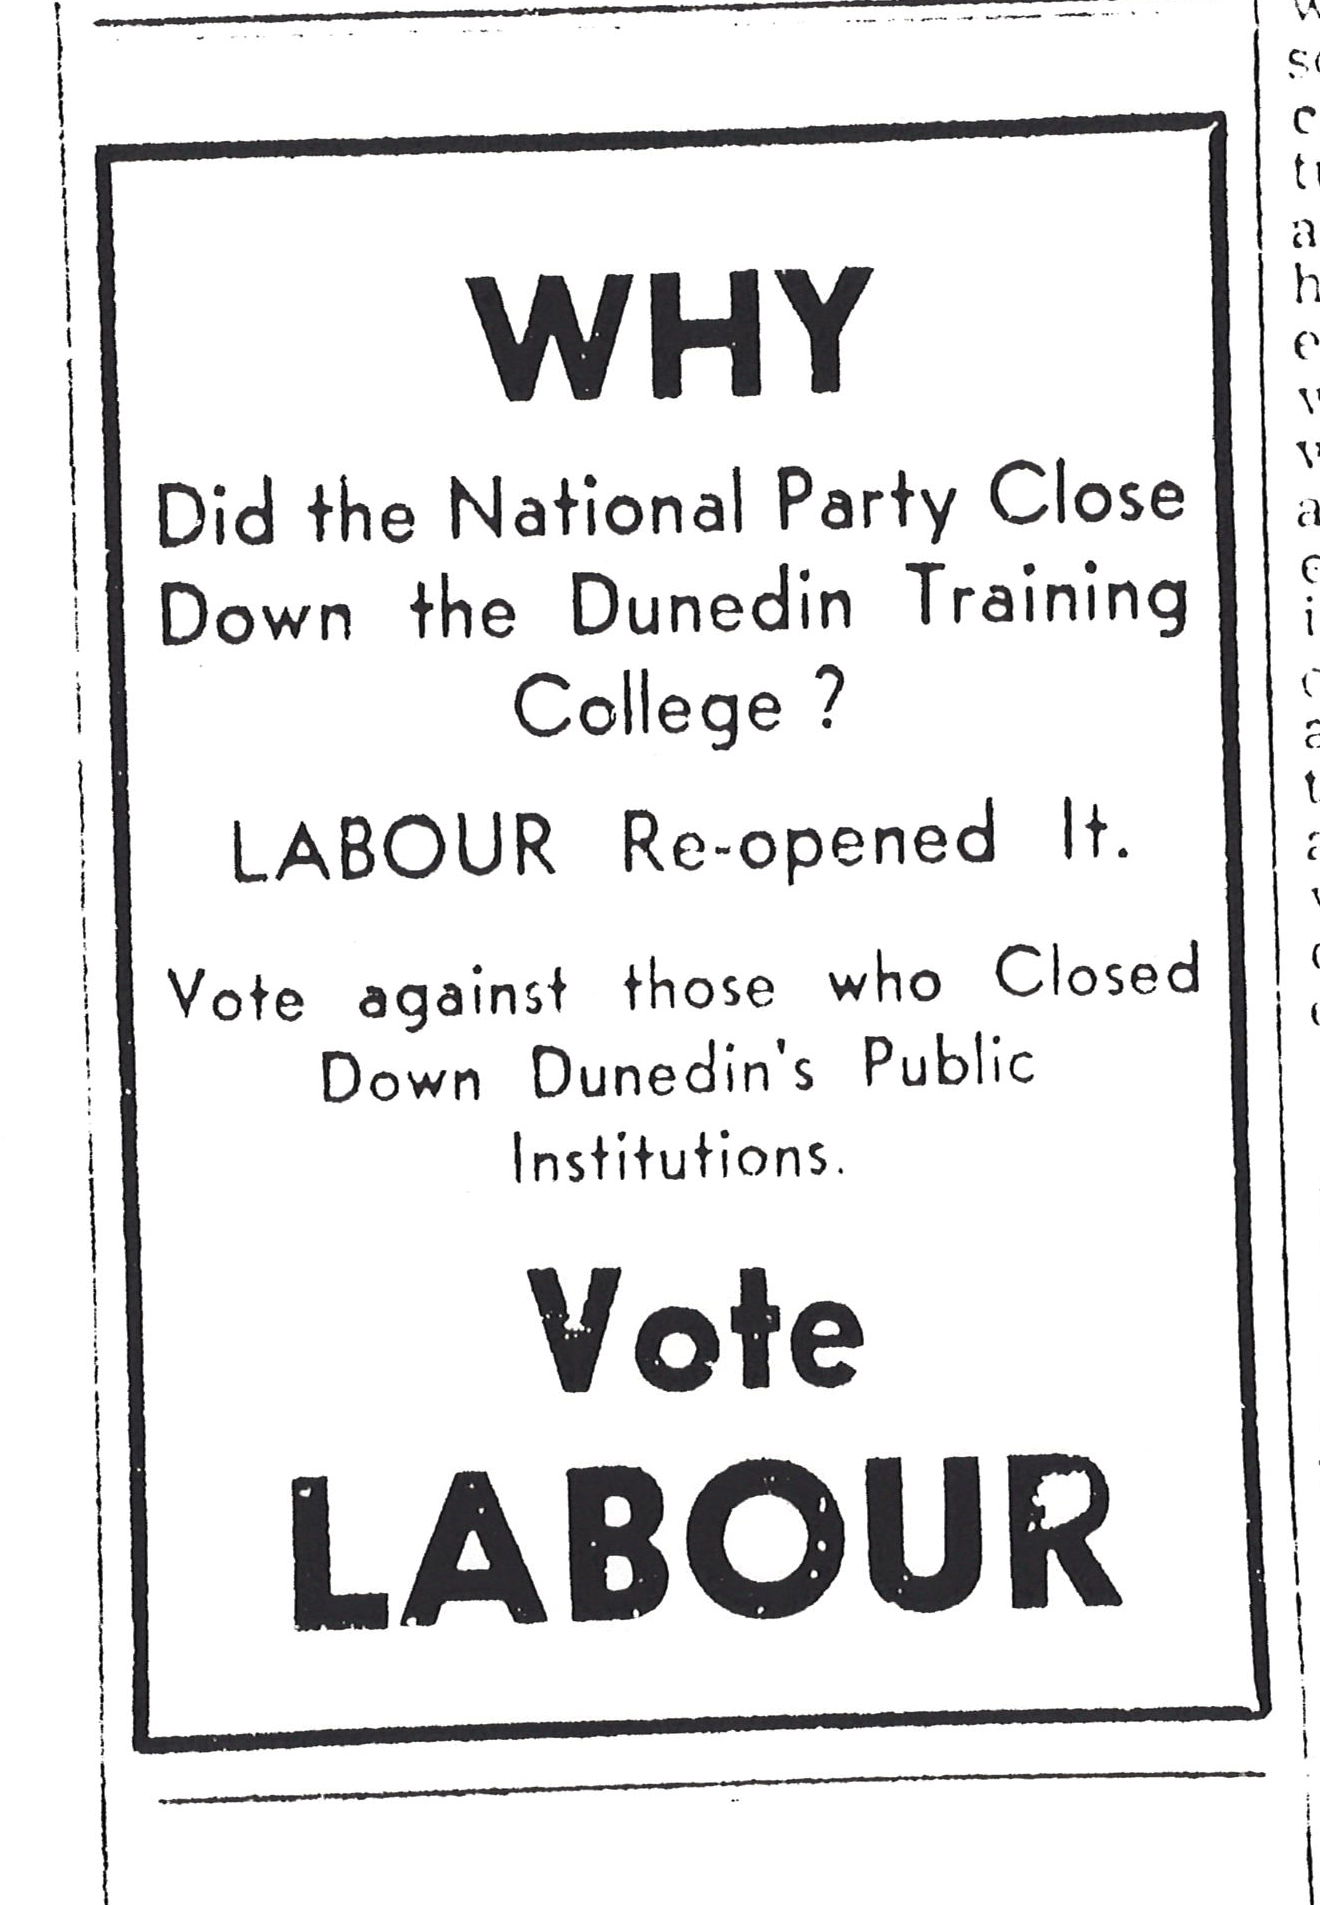 WHY
Did the National Party Close
Down the Dunedin Training
College ?
LABOUR Re-opened It.
Vote against those who Closed
Down Dunedin's Public
Institutions.
Vote
LABOUR